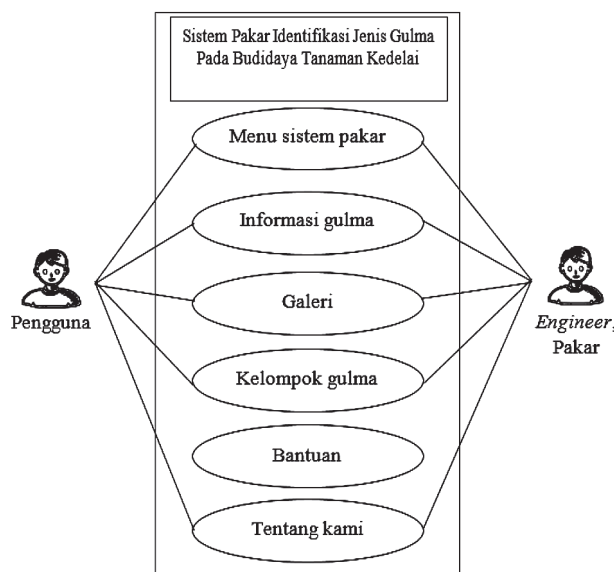 Sistem Pakar Identifikasi Jenis Gulma
Pada Budidaya Tanaman Kedelai
Menu sistem pakar
Informasi gulma
Galeri
Kelompok gulma
Bantuan
Tentang kami
Pengguna
Engineer,
Pakar